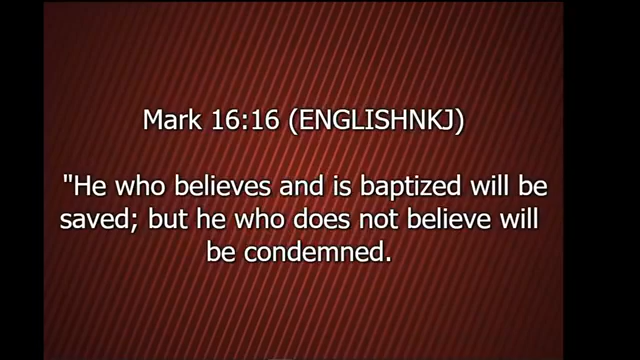 Mark 16:16 (ENGLISHNKJ)
"He who believes and is baptized will be
saved; but he who does not believe will
be condemned.